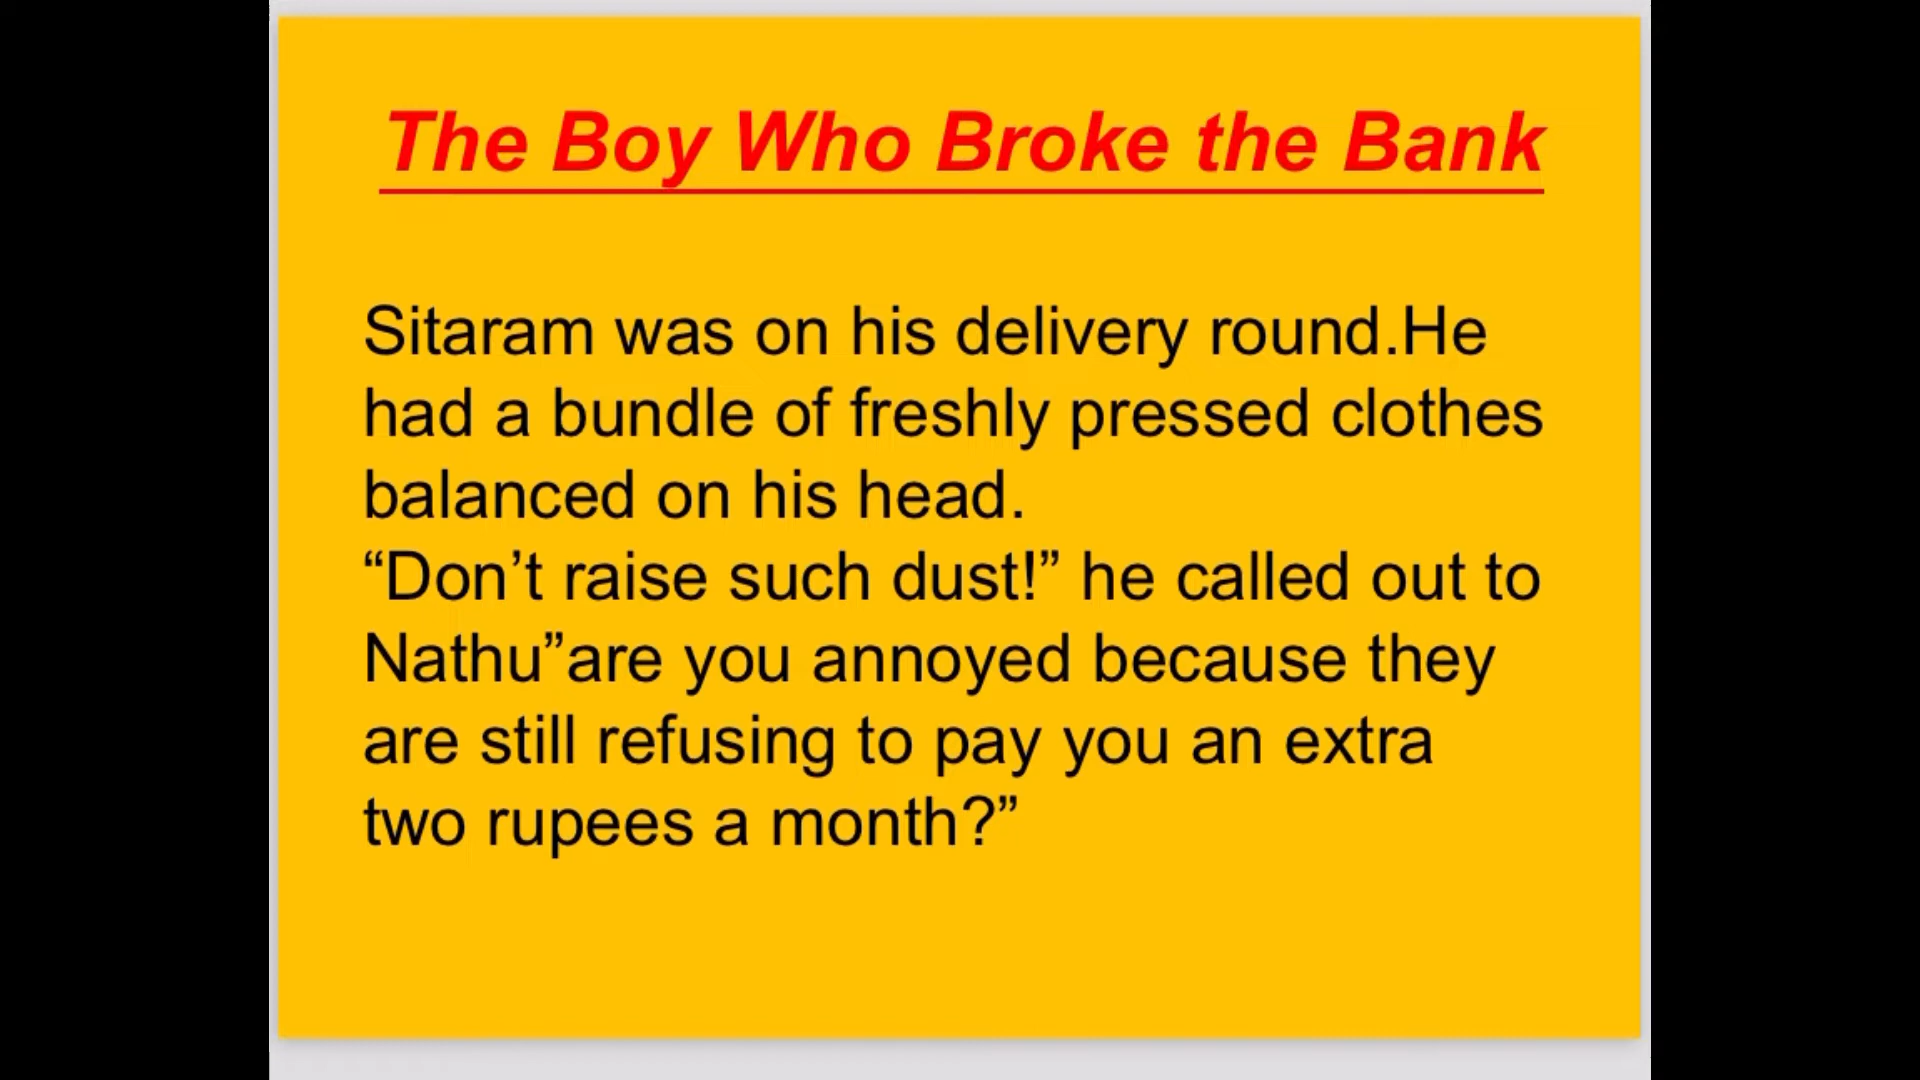 The Boy Who Broke the Bank
Sitaram was on his delivery round.He
had a bundle of freshly pressed clothes
balanced on his head.
“Don’t raise such dust!” he called out to
Nathu”are you annoyed because they
are still refusing to pay you an extra
two rupees a month?”